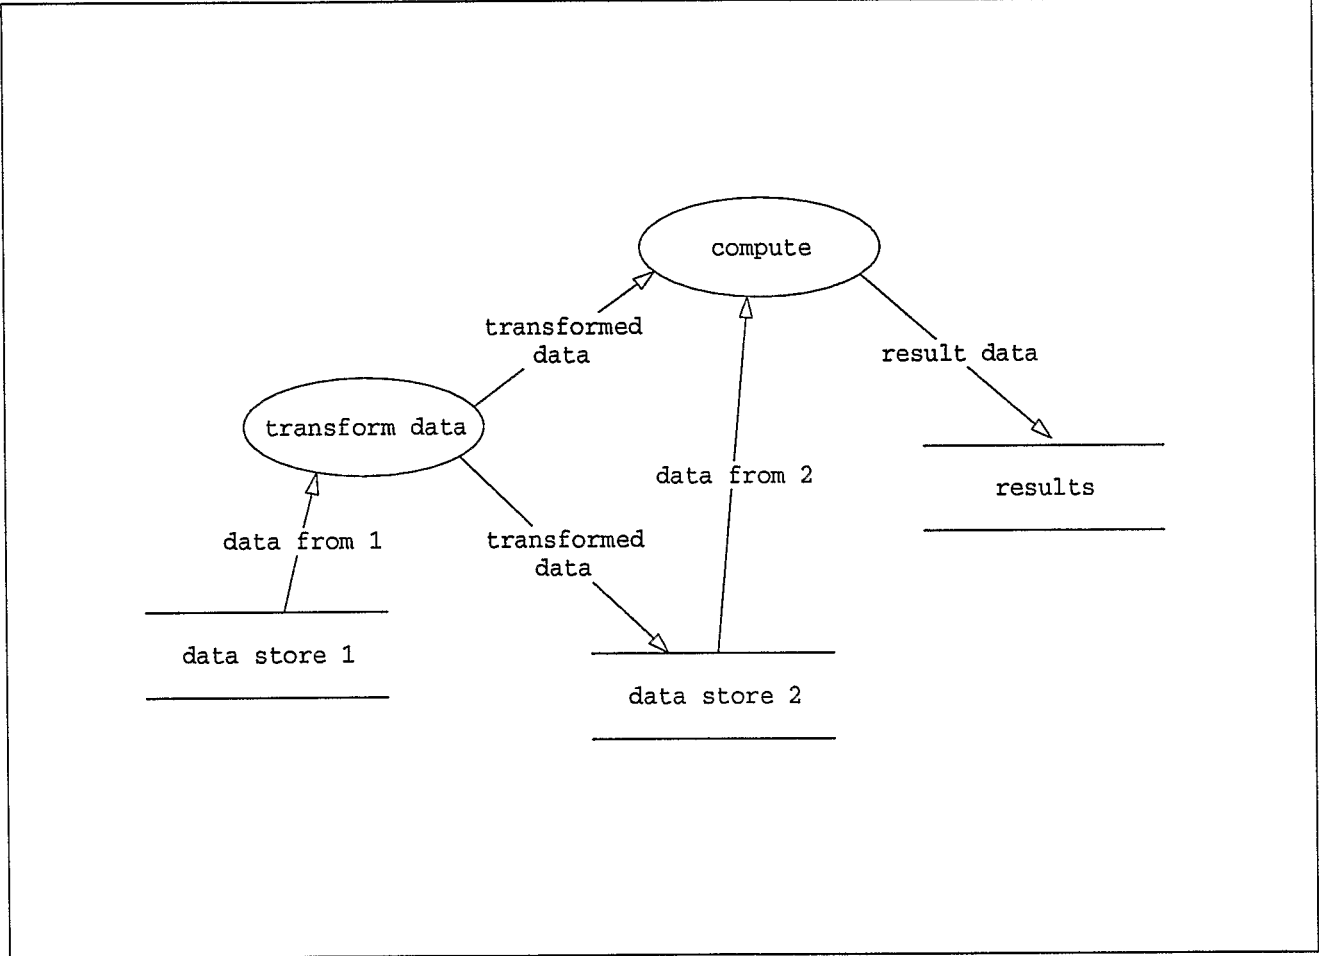 compute
transformed
data
result data
transform data
data from 2
results
data from 1
transformed
data
data store 1
data store 2